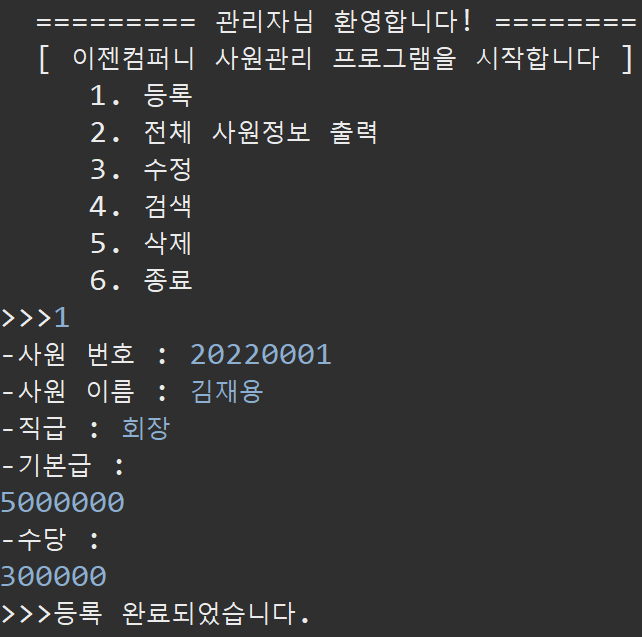 ========= 관리자님 환영합니다! ========
[ 이젠컴퍼니 사원관리 프로그램을 시작합니다 ]
1. 등록
2. 전체 사원정보 출력
3. 수정
4. 검색
5. 삭제
6. 종료
>>>1
-사원 번호 : 20220001
-사원 이름 : 김재용
-직급 : 회장
-기본급 :
5000000
-수당 :
300000
>>>등록 완료되었습니다.